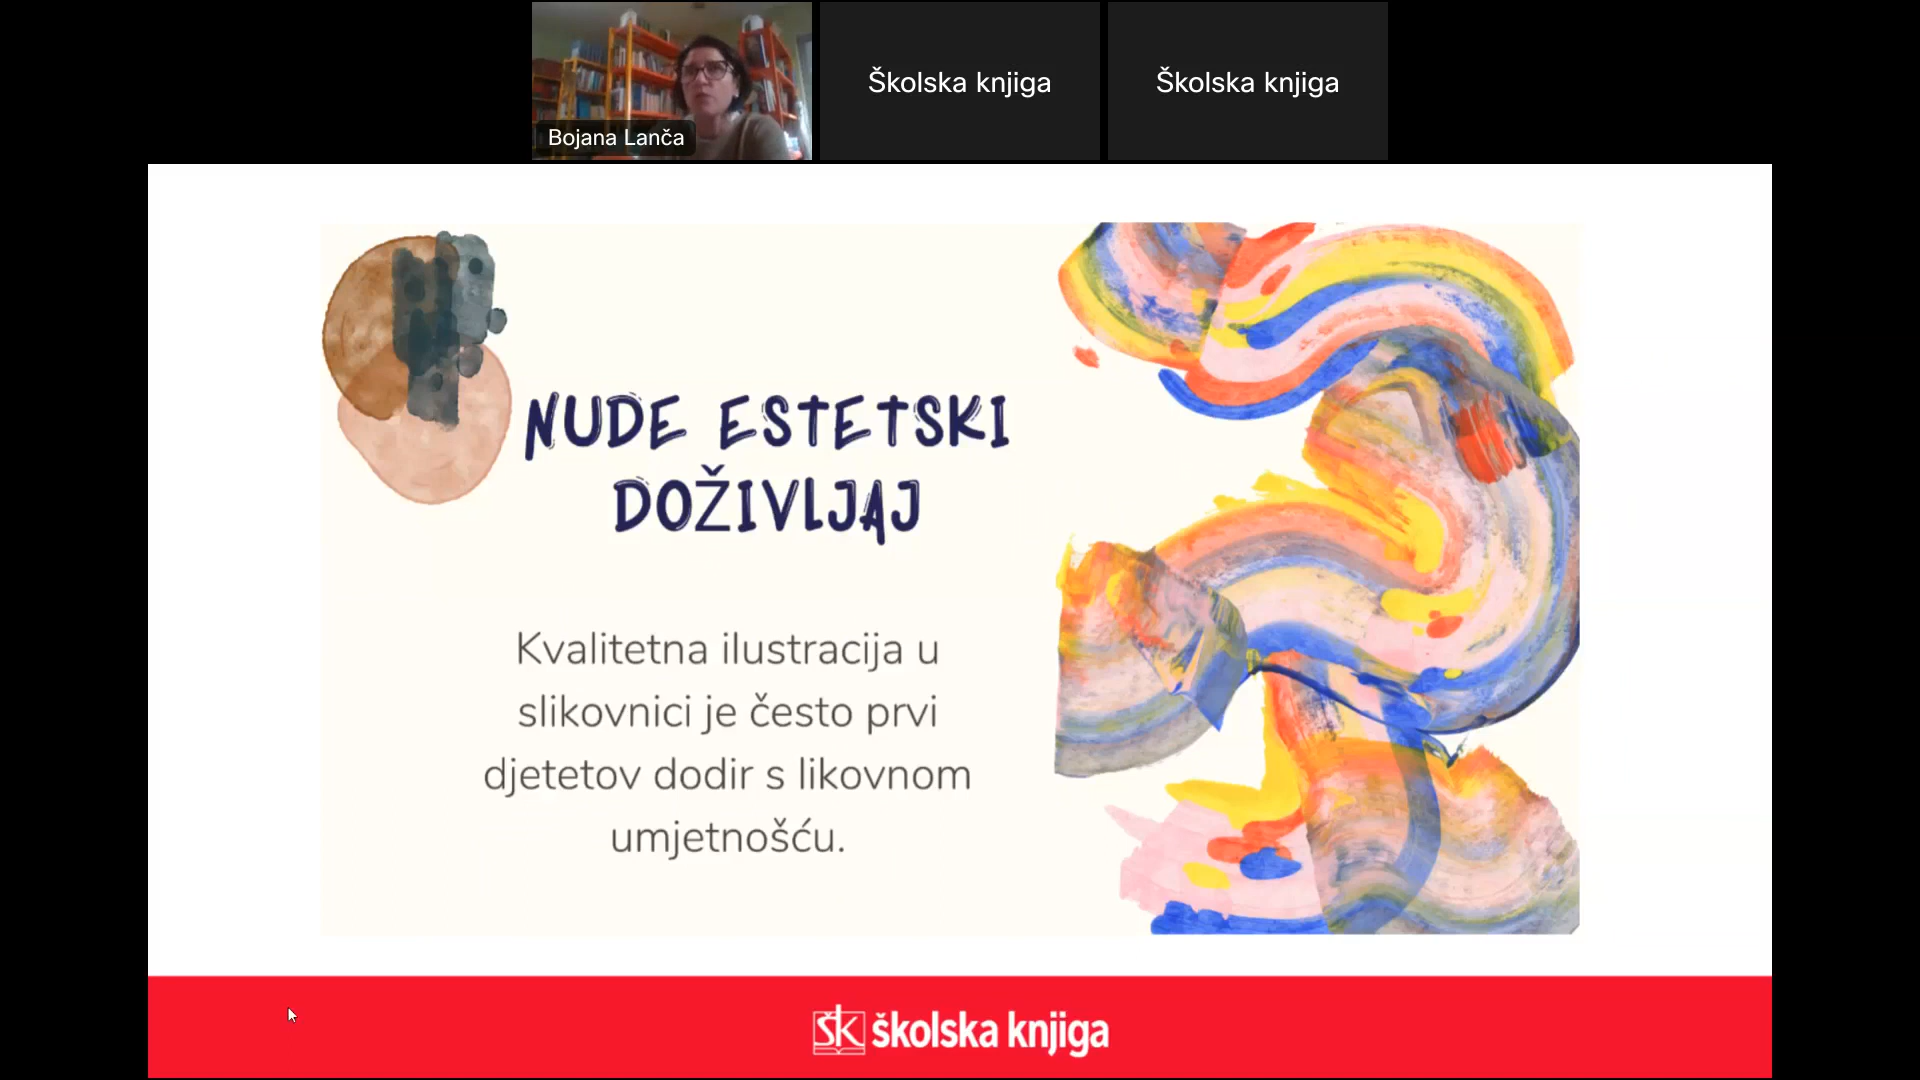 Bojana Lanča
Školska knjiga
Školska knjiga
NUDE ESTETSKI
DOŽIVLJAJ
Kvalitetna ilustracija u
slikovnici je često prvi
djetetov dodir s likovnom
umjetnošću.
ŠK školska knjiga